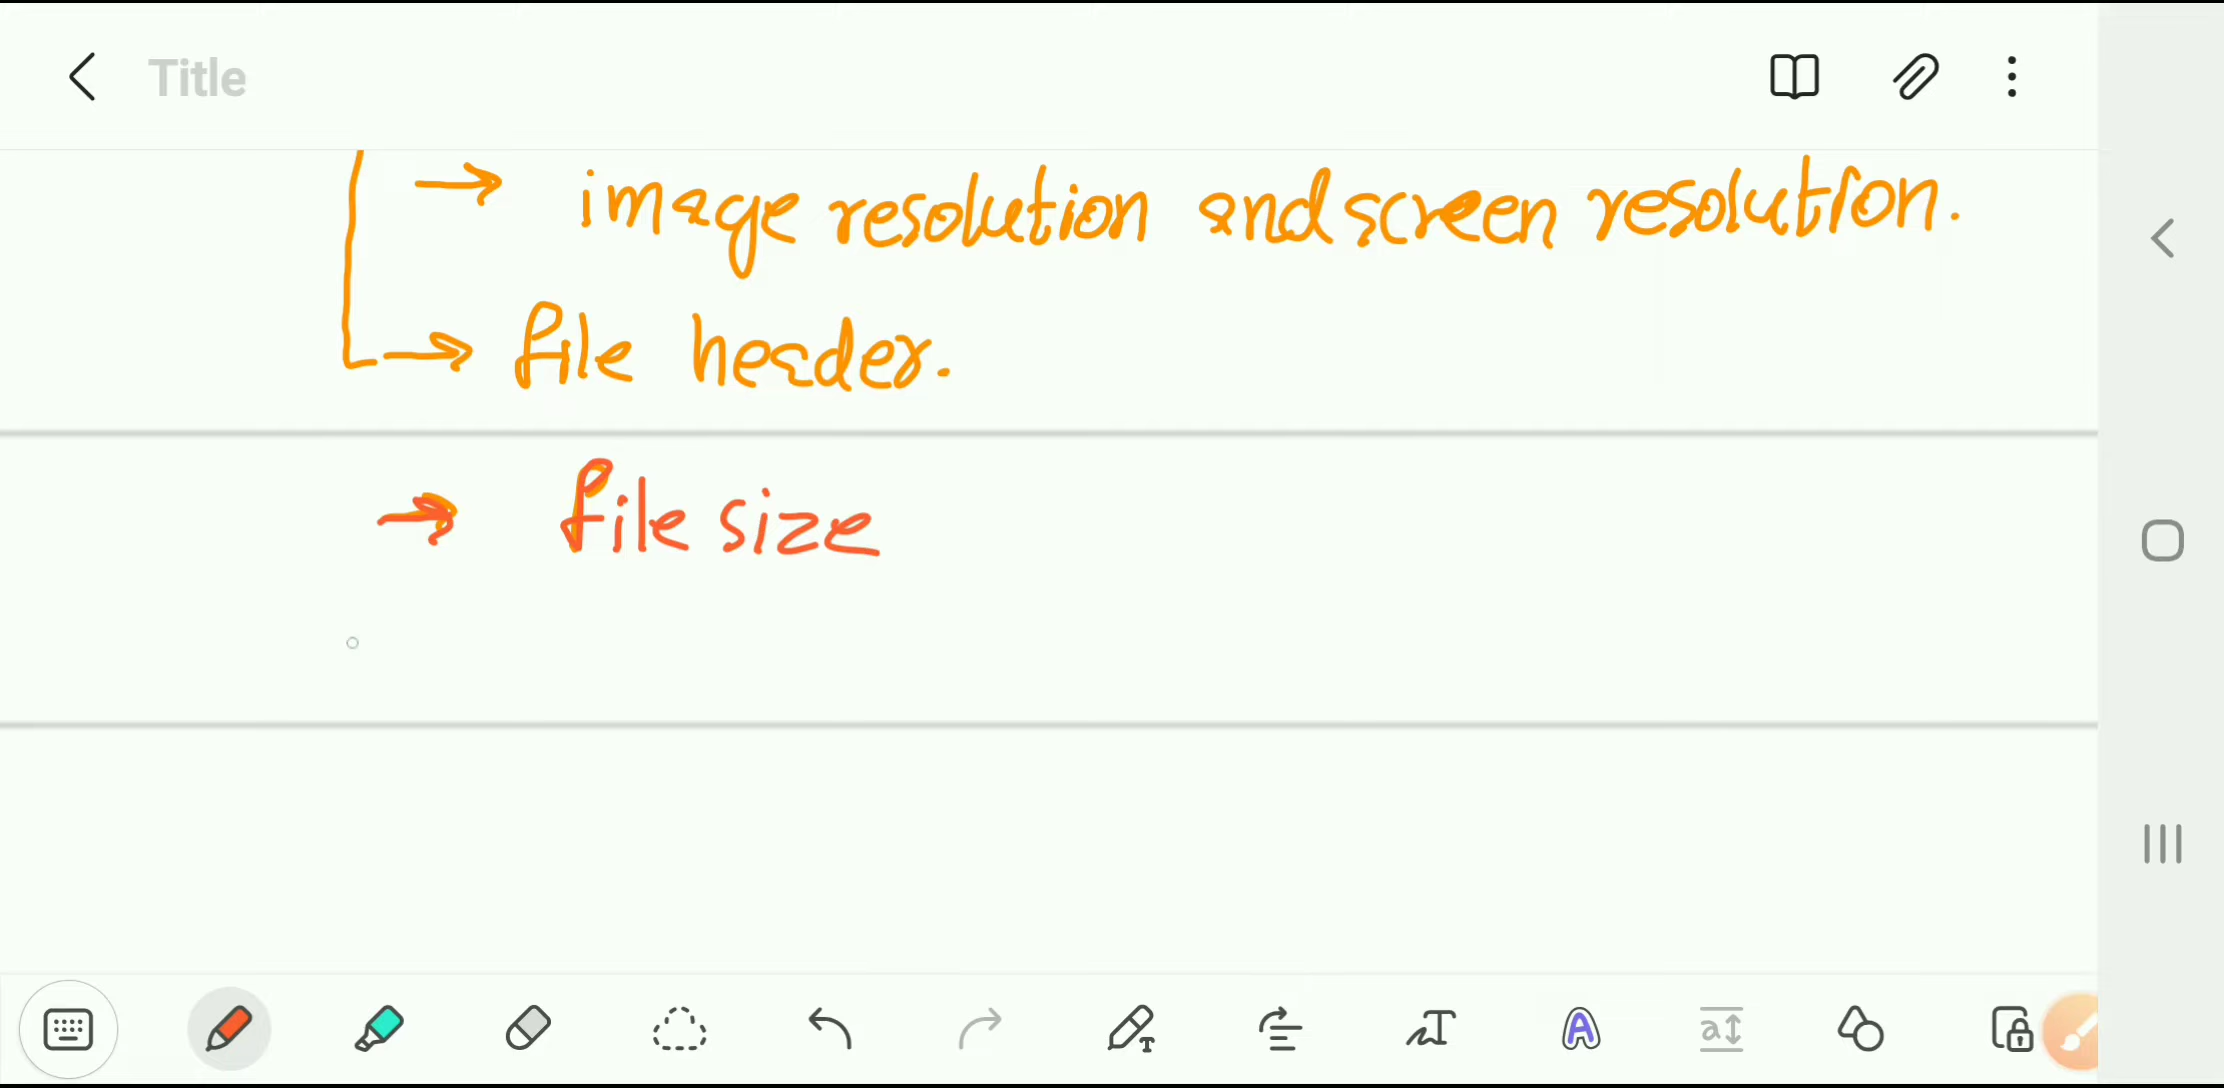 Title
→ image resolution and screen resolution.
→ file header.
→ file size